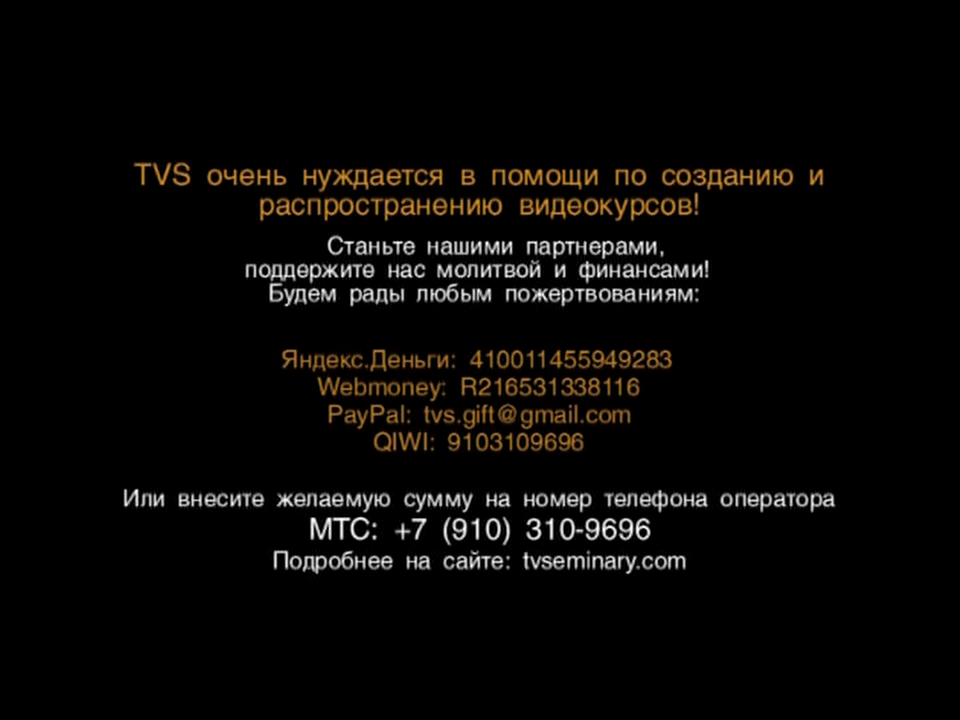 TVS очень нуждается в помощи по созданию и
распространению видеокурсов!
Станьте нашими партнерами,
поддержите нас молитвой и финансами!
Будем рады любым пожертвованиям:
Яндекс.Деньги: 410011455949283
Webmoney: R216531338116
PayPal: tvs.gift@gmail.com
QIWI: 9103109696
Или внесите желаемую сумму на номер телефона оператора
МТС: +7 (910) 310-9696
Подробнее на сайте: tvseminary.com